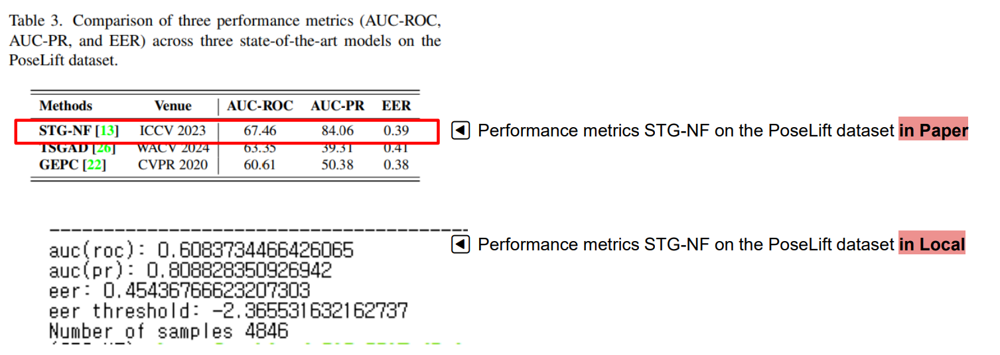 Table 3. Comparison of three performance metrics (AUC-ROC,
AUC-PR, and EER) across three state-of-the-art models on the
PoseLift dataset.
Methods Venue AUC-ROC AUC-PR EER
STG-NF [13] ICCV 2023 67.46 84.06 0.39
TSGAD [26] WACV 2024 63.35 39.31 0.41
GEPC [22] CVPR 2020 60.61 50.38 0.38
Performance metrics STG-NF on the PoseLift dataset in Paper
Performance metrics STG-NF on the PoseLift dataset in Local
auc(roc): 0.6083734466426065
auc(pr): 0.808828350926942
eer: 0.45436766623207303
eer threshold: -2.365531632162737
Number of samples 4846